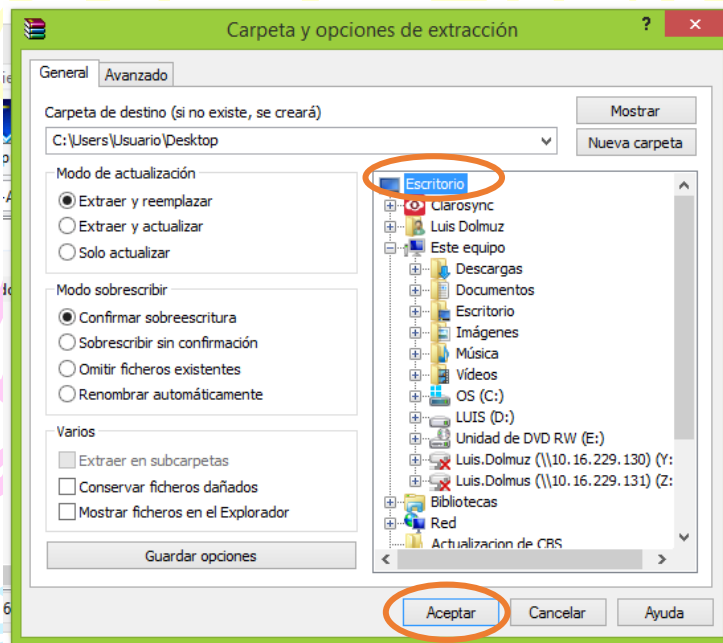 Carpeta y opciones de extracción
?
General
Avanzado
Carpeta de destino (si no existe, se creará)
Mostrar
C:\Users\Usuario\Desktop
Nueva carpeta
Modo de actualización
Extraer y reemplazar
Extraer y actualizar
Solo actualizar
Modo sobrescribir
Confirmar sobreescritura
Sobrescribir sin confirmación
Omitir ficheros existentes
Renombrar automáticamente
Varios
Extraer en subcarpetas
Conservar ficheros dañados
Mostrar ficheros en el Explorador
Guardar opciones
Escritorio
Clarosync
Luis Dolmuz
Este equipo
Descargas
Documentos
Escritorio
Imágenes
Música
Vídeos
OS (C:)
LUIS (D:)
Unidad de DVD RW (E:)
Luis.Dolmuz (\\10.16.229.130) (Y:
Luis.Dolmus (\\10.16.229.131) (Z:
Bibliotecas
Red
Actualizacion de CBS
Aceptar
Cancelar
Ayuda